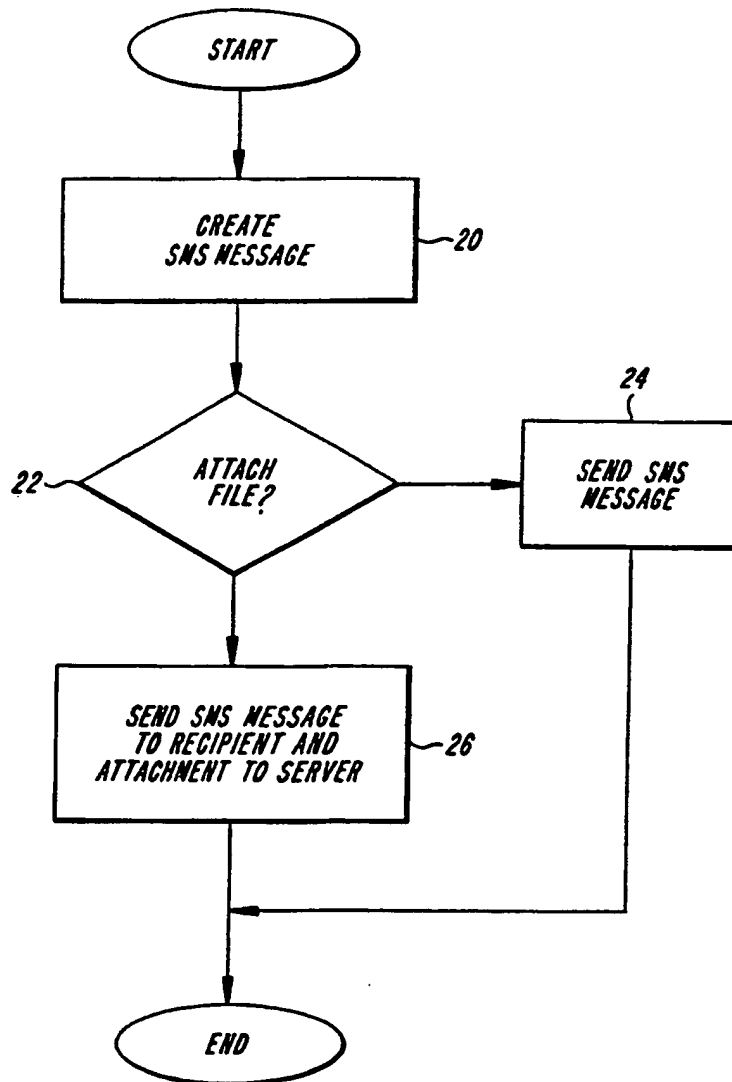 START
CREATE
SMS MESSAGE
20
24
22
ATTACH
FILE?
SEND SMS
MESSAGE
SEND SMS MESSAGE
TO RECIPIENT AND
ATTACHMENT TO SERVER
26
END